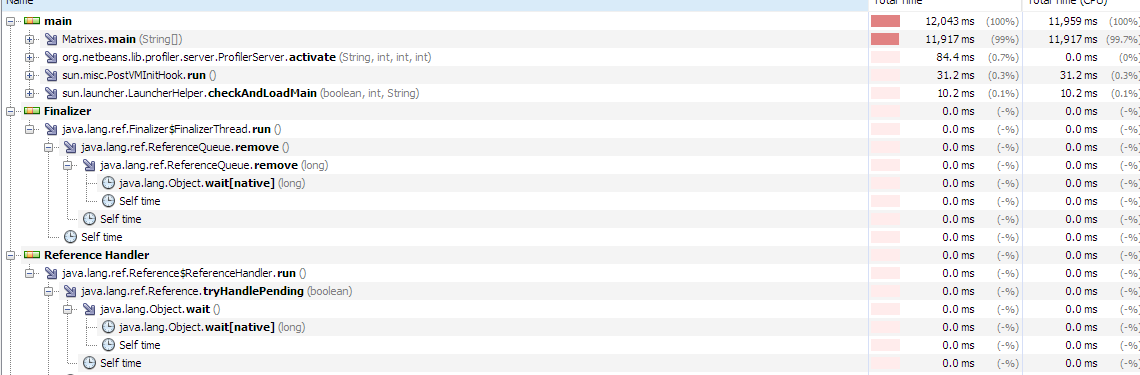 Name Total Time Total Time (CPU)
main 12,043 ms (100%) 11,959 ms (100%)
Matrixes.main (String[]) 11,917 ms (99%) 11,917 ms (99.7%)
org.netbeans.lib.profiler.server.ProfilerServer.activate (String, int, int, int) 84.4 ms (0.7%) 0.0 ms (0%)
sun.misc.PostVMInitHook.run () 31.2 ms (0.3%) 31.2 ms (0.3%)
sun.launcher.LauncherHelper.checkAndLoadMain (boolean, int, String) 10.2 ms (0.1%) 10.2 ms (0.1%)
Finalizer 0.0 ms (-%) 0.0 ms (-%)
java.lang.ref.Finalizer$FinalizerThread.run () 0.0 ms (-%) 0.0 ms (-%)
java.lang.ref.ReferenceQueue.remove () 0.0 ms (-%) 0.0 ms (-%)
java.lang.ref.ReferenceQueue.remove (long) 0.0 ms (-%) 0.0 ms (-%)
java.lang.Object.wait[native] (long) 0.0 ms (-%) 0.0 ms (-%)
Self time 0.0 ms (-%) 0.0 ms (-%)
Self time 0.0 ms (-%) 0.0 ms (-%)
Self time 0.0 ms (-%) 0.0 ms (-%)
Reference Handler 0.0 ms (-%) 0.0 ms (-%)
java.lang.ref.Reference$ReferenceHandler.run () 0.0 ms (-%) 0.0 ms (-%)
java.lang.ref.Reference.tryHandlePending (boolean) 0.0 ms (-%) 0.0 ms (-%)
java.lang.Object.wait () 0.0 ms (-%) 0.0 ms (-%)
java.lang.Object.wait[native] (long) 0.0 ms (-%) 0.0 ms (-%)
Self time 0.0 ms (-%) 0.0 ms (-%)
Self time 0.0 ms (-%) 0.0 ms (-%)